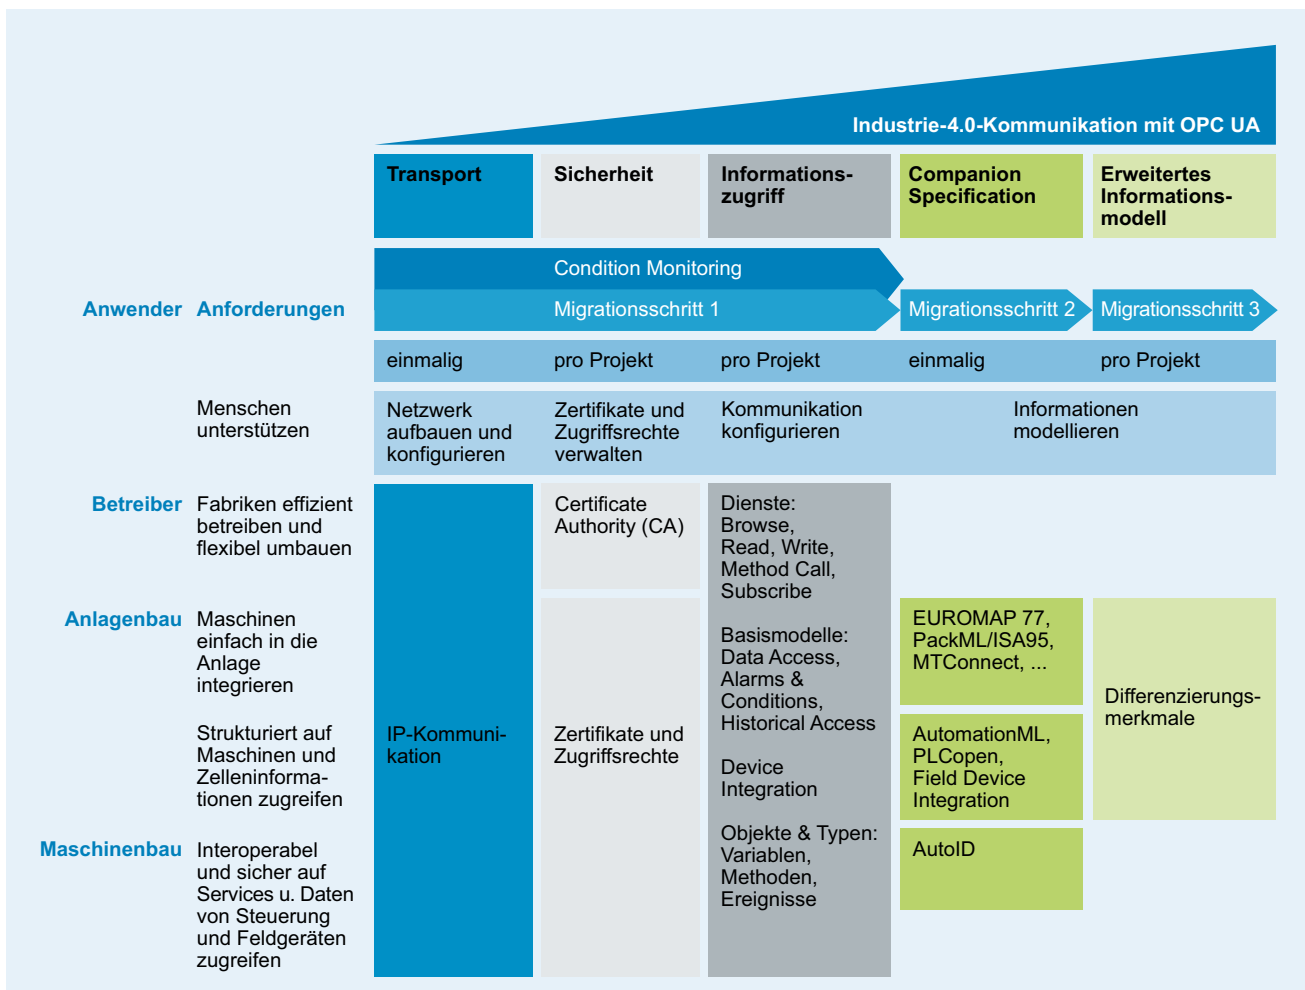 Industrie-4.0-Kommunikation mit OPC UA
Transport
Sicherheit
Informations-
zugriff
Companion
Specification
Erweitertes
Informations-
modell
Condition Monitoring
Anwender
Anforderungen
Migrationsschritt 1
Migrationsschritt 2
Migrationsschritt 3
einmalig
pro Projekt
pro Projekt
einmalig
pro Projekt
Menschen
unterstützen
Netzwerk
aufbauen und
konfigurieren
Zertifikate und
Zugriffsrechte
verwalten
Kommunikation
konfigurieren
Informationen
modellieren
Betreiber
Fabriken effizient
betreiben und
flexibel umbauen
Certificate
Authority (CA)
Dienste:
Browse,
Read, Write,
Method Call,
Subscribe
Anlagenbau
Maschinen
einfach in die
Anlage
integrieren
Basismodelle:
Data Access,
Alarms &
Conditions,
Historical Access
EUROMAP 77,
PackML/ISA95,
MTConnect, ...
Differenzierungs-
merkmale
Strukturiert auf
Maschinen und
Zelleninforma-
tionen zugreifen
IP-Kommuni-
kation
Zertifikate und
Zugriffsrechte
Device
Integration
AutomationML,
PLCopen,
Field Device
Integration
Maschinenbau
Interoperabel
und sicher auf
Services u. Daten
von Steuerung
und Feldgeräten
zugreifen
Objekte & Typen:
Variablen,
Methoden,
Ereignisse
AutoID